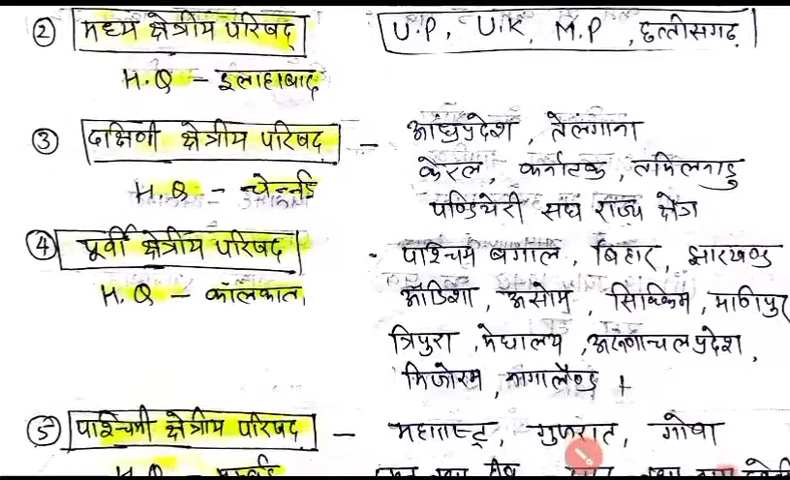 ② मध्य क्षेत्रीय परिषद् U.P, U.K, M.P, छत्तीसगढ़
H.Q – इलाहाबाद
③ दक्षिणी क्षेत्रीय परिषद – आंध्रप्रदेश, तेलंगाना
केरल, कर्नाटक, तमिलनाडु
H.Q – चेन्नई
पण्डिचेरी संघ राज्य क्षेत्र
④ पूर्वी क्षेत्रीय परिषद - पश्चिम बंगाल, बिहार, झारखण्ड
H.Q – कोलकाता ओडिशा, असोम, सिक्किम, मणिपुर
त्रिपुरा, मेघालय, अरुणाचल प्रदेश,
मिजोरम, नागालैण्ड +
⑤ पश्चिमी क्षेत्रीय परिषद – महाराष्ट्र, गुजरात, गोवा
H.Q –